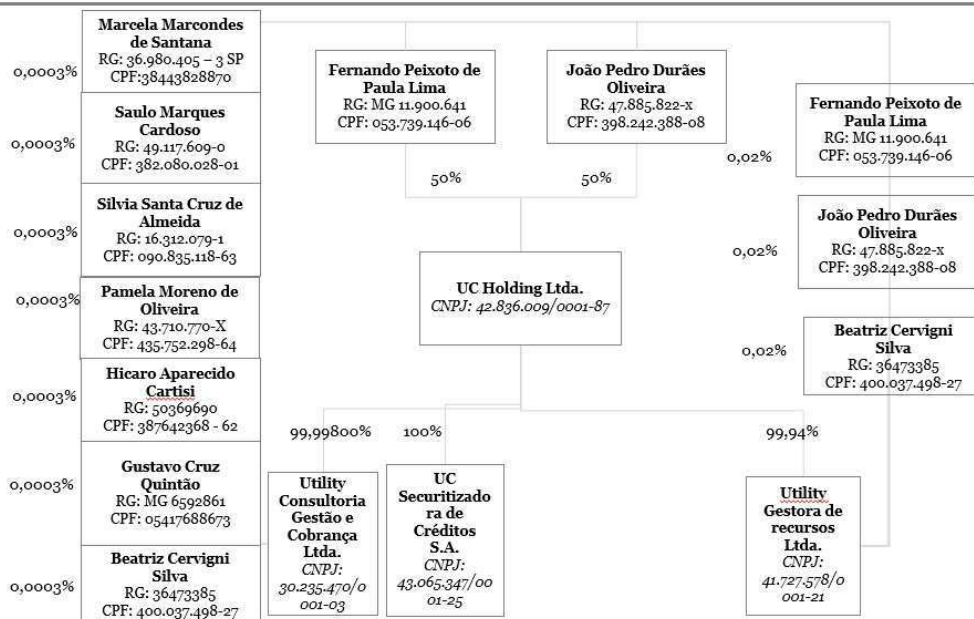 0,0003%
Marcela Marcondes
de Santana
RG: 36.980.405 – 3 SP
CPF:38443828870
0,0003%
Saulo Marques
Cardoso
RG: 49.117.609-0
CPF: 382.080.028-01
0,0003%
Silvia Santa Cruz de
Almeida
RG: 16.312.079-1
CPF: 090.835.118-63
0,0003%
Pamela Moreno de
Oliveira
RG: 43.710.770-X
CPF: 435.752.298-64
0,0003%
Hicaro Aparecido
Cartisi
RG: 50369690
CPF: 387642368 - 62
0,0003%
Gustavo Cruz
Quintão
RG: MG 6592861
CPF: 05417688673
0,0003%
Beatriz Cervigni
Silva
RG: 36473385
CPF: 400.037.498-27
Fernando Peixoto de
Paula Lima
RG: MG 11.900.641
CPF: 053.739.146-06
50%
João Pedro Durães
Oliveira
RG: 47.885.822-x
CPF: 398.242.388-08
50%
UC Holding Ltda.
CNPJ: 42.836.009/0001-87
99,99800%
100%
99,94%
Utility
Consultoria
Gestão e
Cobrança
Ltda.
CNPJ:
30.235.470/0
001-03
UC
Securitizado
ra de
Créditos
S.A.
CNPJ:
43.065.347/00
01-25
Utility
Gestora de
recursos
Ltda.
CNPJ:
41.727.578/0
001-21
0,02%
Fernando Peixoto de
Paula Lima
RG: MG 11.900.641
CPF: 053.739.146-06
0,02%
João Pedro Durães
Oliveira
RG: 47.885.822-x
CPF: 398.242.388-08
0,02%
Beatriz Cervigni
Silva
RG: 36473385
CPF: 400.037.498-27